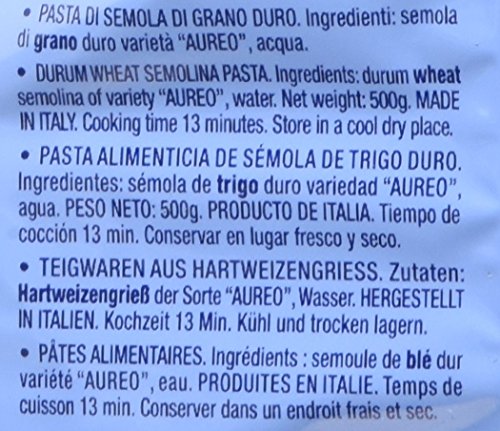 • PASTA DI SEMOLA DI GRANO DURO. Ingredienti: semola
di grano duro varietà “AUREO”, acqua.
• DURUM WHEAT SEMOLINA PASTA. Ingredients: durum wheat
semolina of variety “AUREO”, water. Net weight: 500g. MADE
IN ITALY. Cooking time 13 minutes. Store in a cool dry place.
• PASTA ALIMENTICIA DE SÉMOLA DE TRIGO DURO.
Ingredientes: sémola de trigo duro variedad “AUREO”,
agua. PESO NETO: 500g. PRODUCTO DE ITALIA. Tiempo de
cocción 13 min. Conservar en lugar fresco y seco.
• TEIGWAREN AUS HARTWEIZENGRIESS. Zutaten:
Hartweizengrieß der Sorte “AUREO”, Wasser. HERGESTELLT
IN ITALIEN. Kochzeit 13 Min. Kühl und trocken lagern.
• PÂTES ALIMENTAIRES. Ingrédients : semoule de blé dur
variété “AUREO”, eau. PRODUITES EN ITALIE. Temps de
cuisson 13 min. Conserver dans un endroit frais et sec.